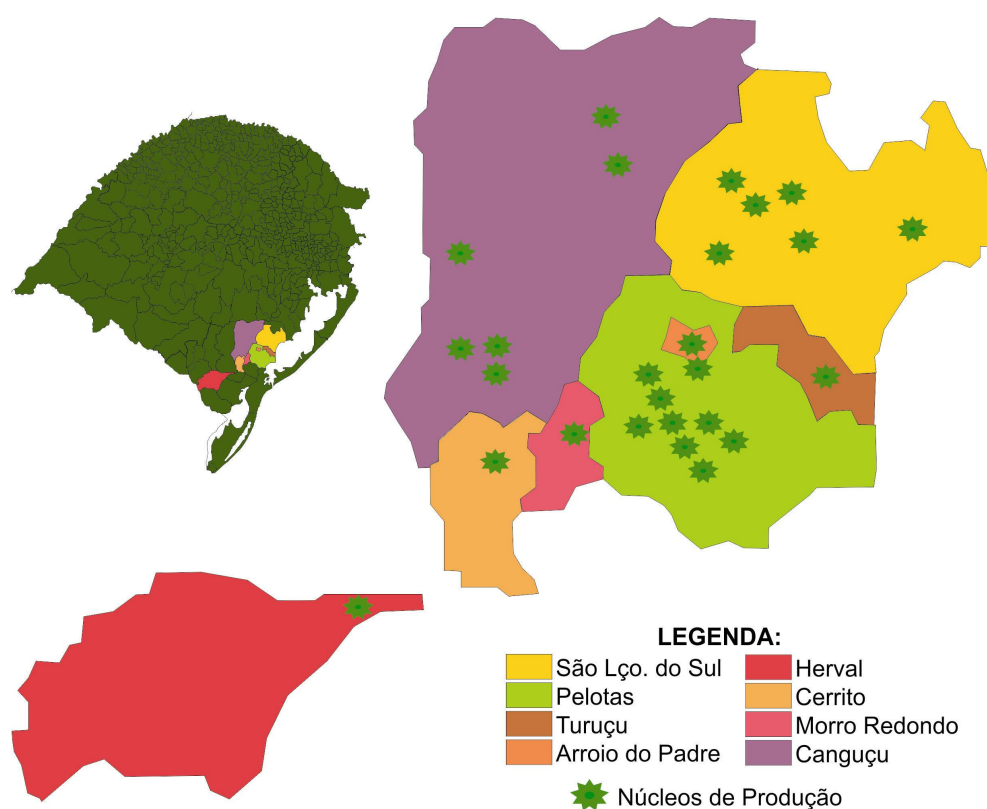 LEGENDA:
São Lço. do Sul
Pelotas
Turuçu
Arroio do Padre
Herval
Cerrito
Morro Redondo
Canguçu
Núcleos de Produção